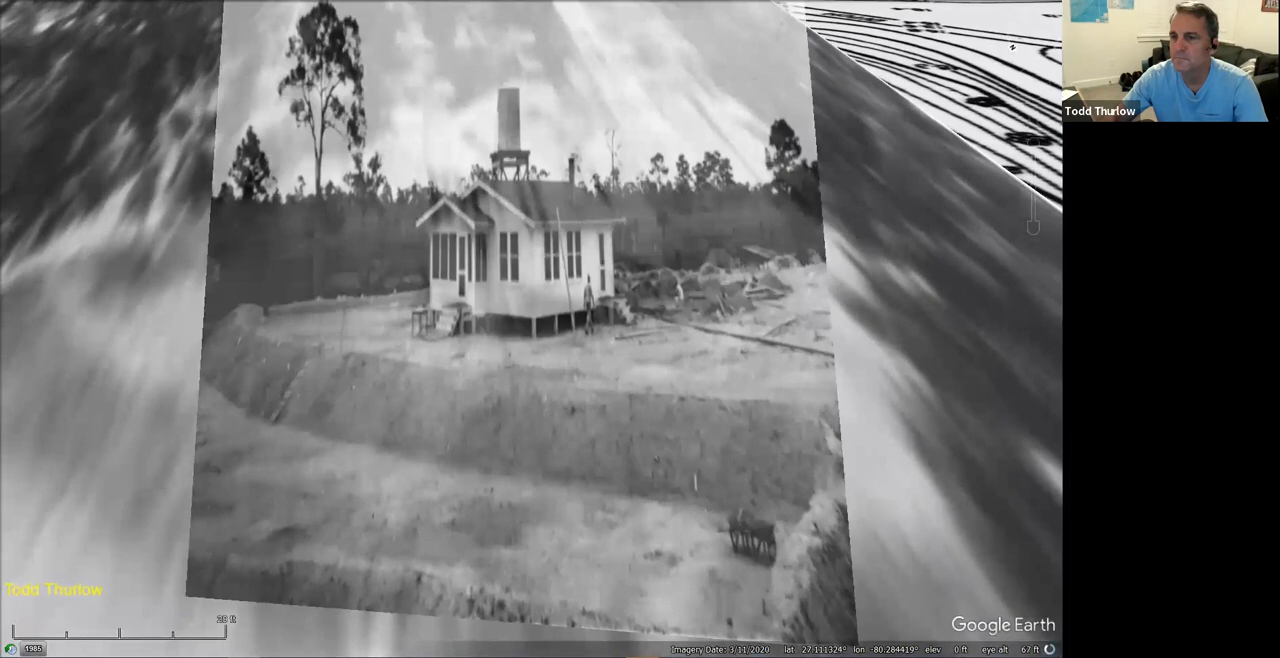 Todd Thurlow
Todd Thurlow
28 ft
Google Earth
1985
Imagery Date: 3/11/2020 lat 27.111324° lon -80.284419° elev 0 ft eye alt 67 ft